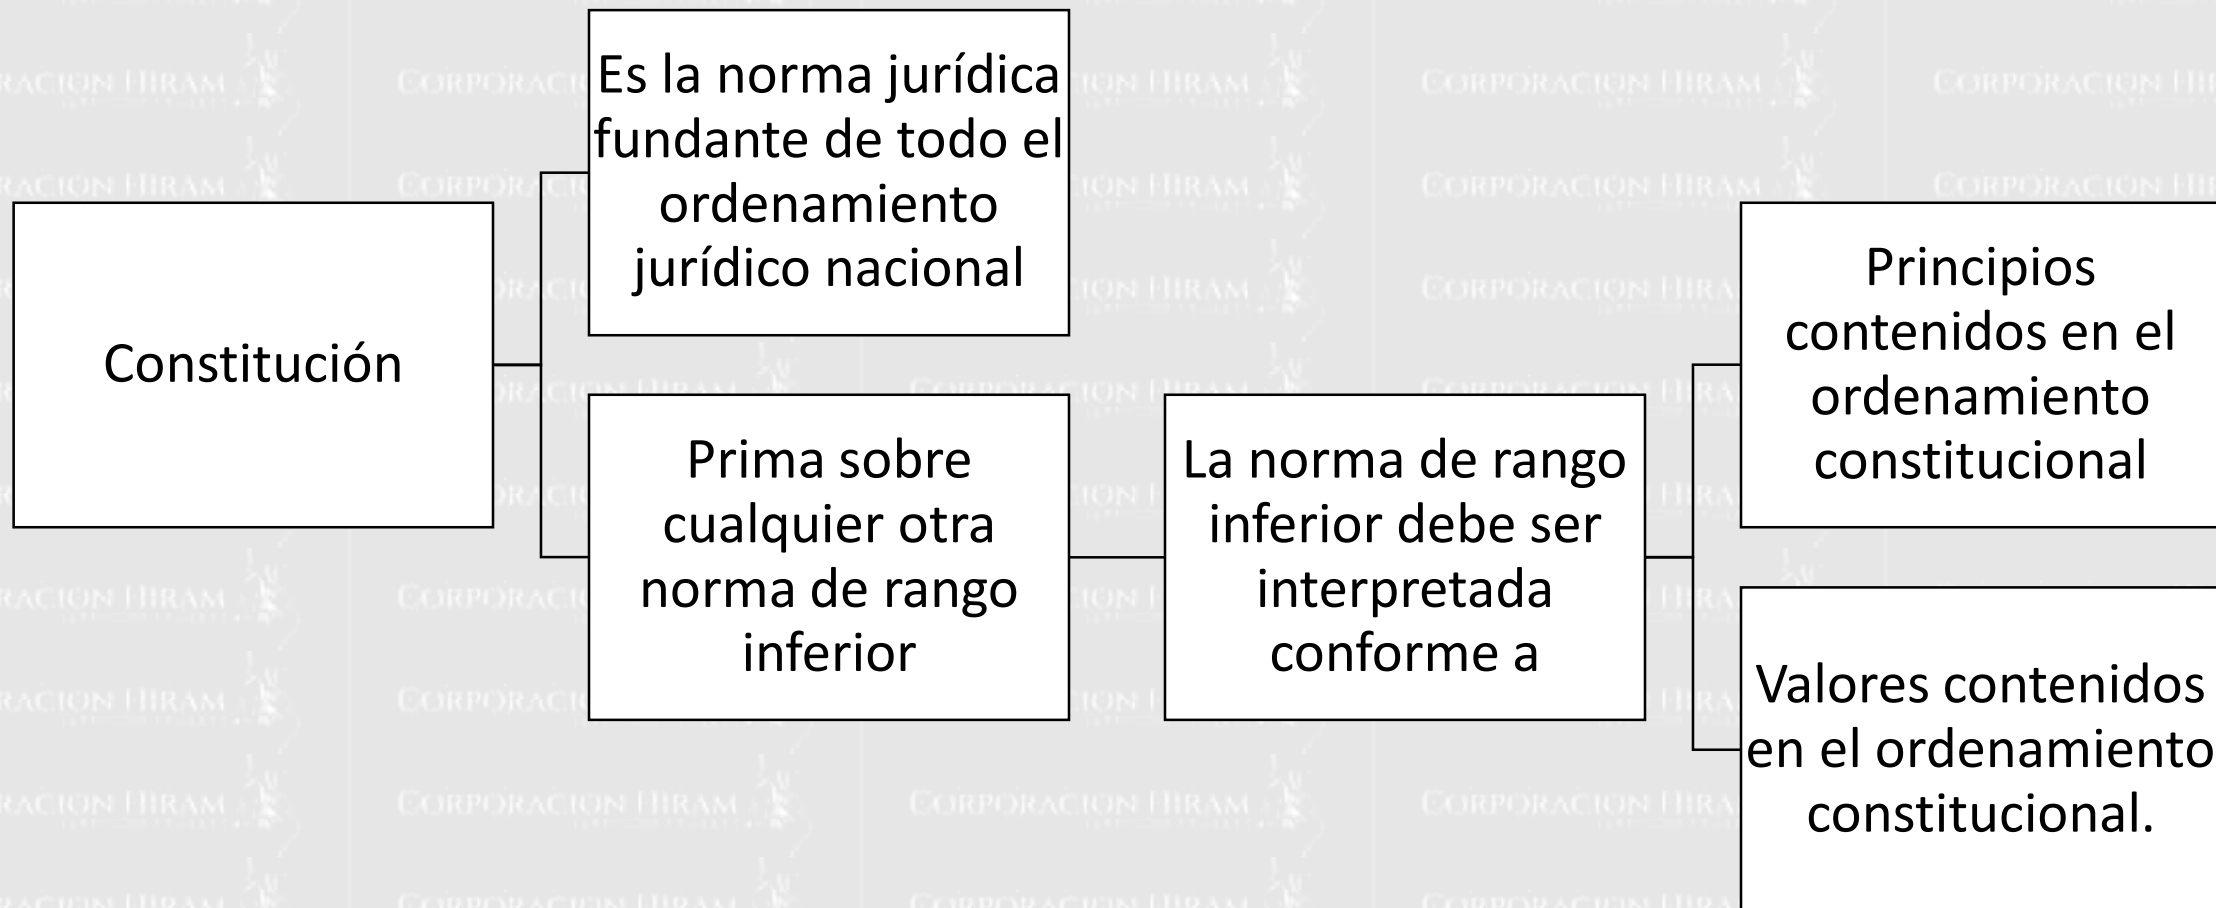 Constitución
Es la norma jurídica
fundante de todo el
ordenamiento
jurídico nacional
Prima sobre
cualquier otra
norma de rango
inferior
La norma de rango
inferior debe ser
interpretada
conforme a
Principios
contenidos en el
ordenamiento
constitucional
Valores contenidos
en el ordenamiento
constitucional.
CORPORACION HIRAM